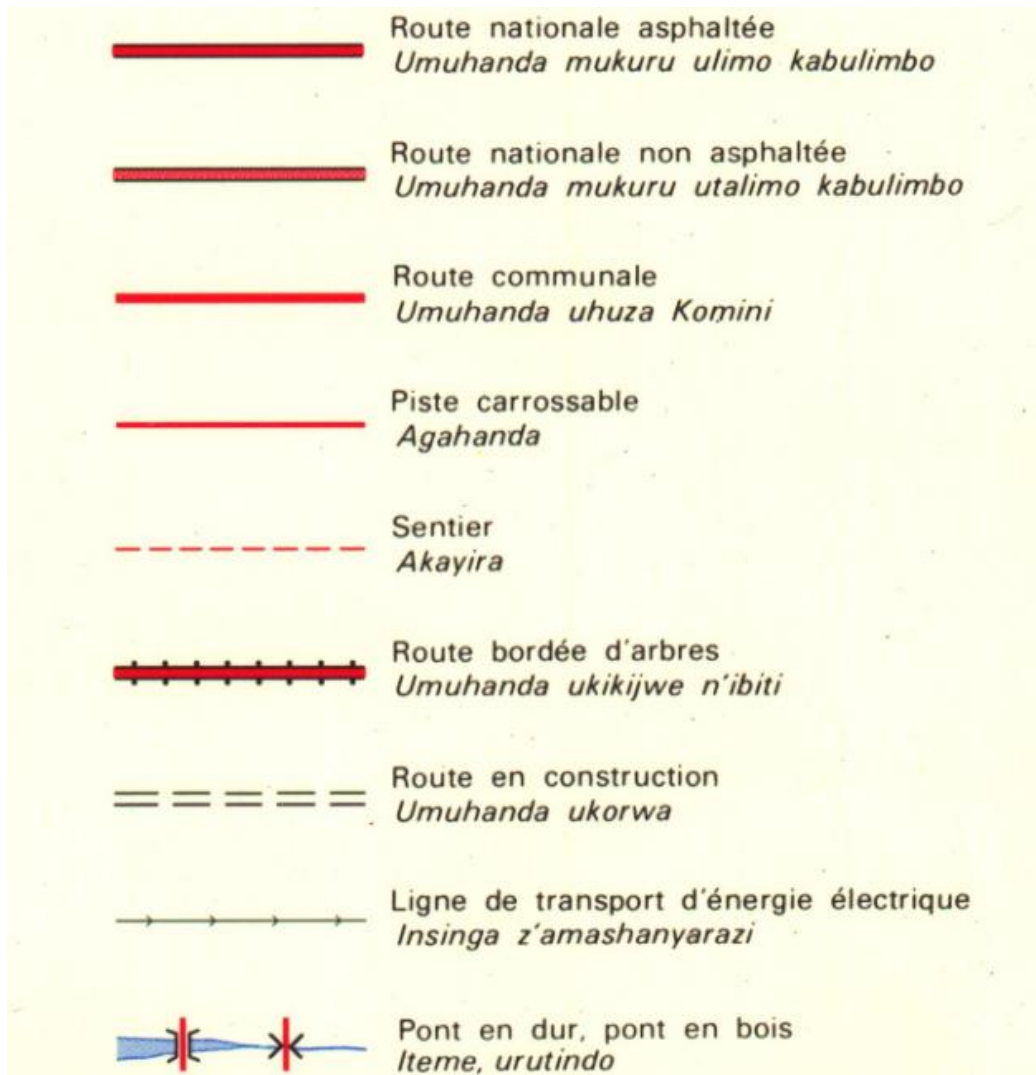 Route nationale asphaltée
Umuhanda mukuru ulimo kabulimbo
Route nationale non asphaltée
Umuhanda mukuru utalimo kabulimbo
Route communale
Umuhanda uhuza Komini
Piste carrossable
Agahanda
Sentier
Akayira
Route bordée d'arbres
Umuhanda ukikijwe n'ibiti
Route en construction
Umuhanda ukorwa
Ligne de transport d'énergie électrique
Insinga z'amashanyarazi
Pont en dur, pont en bois
Iteme, urutindo